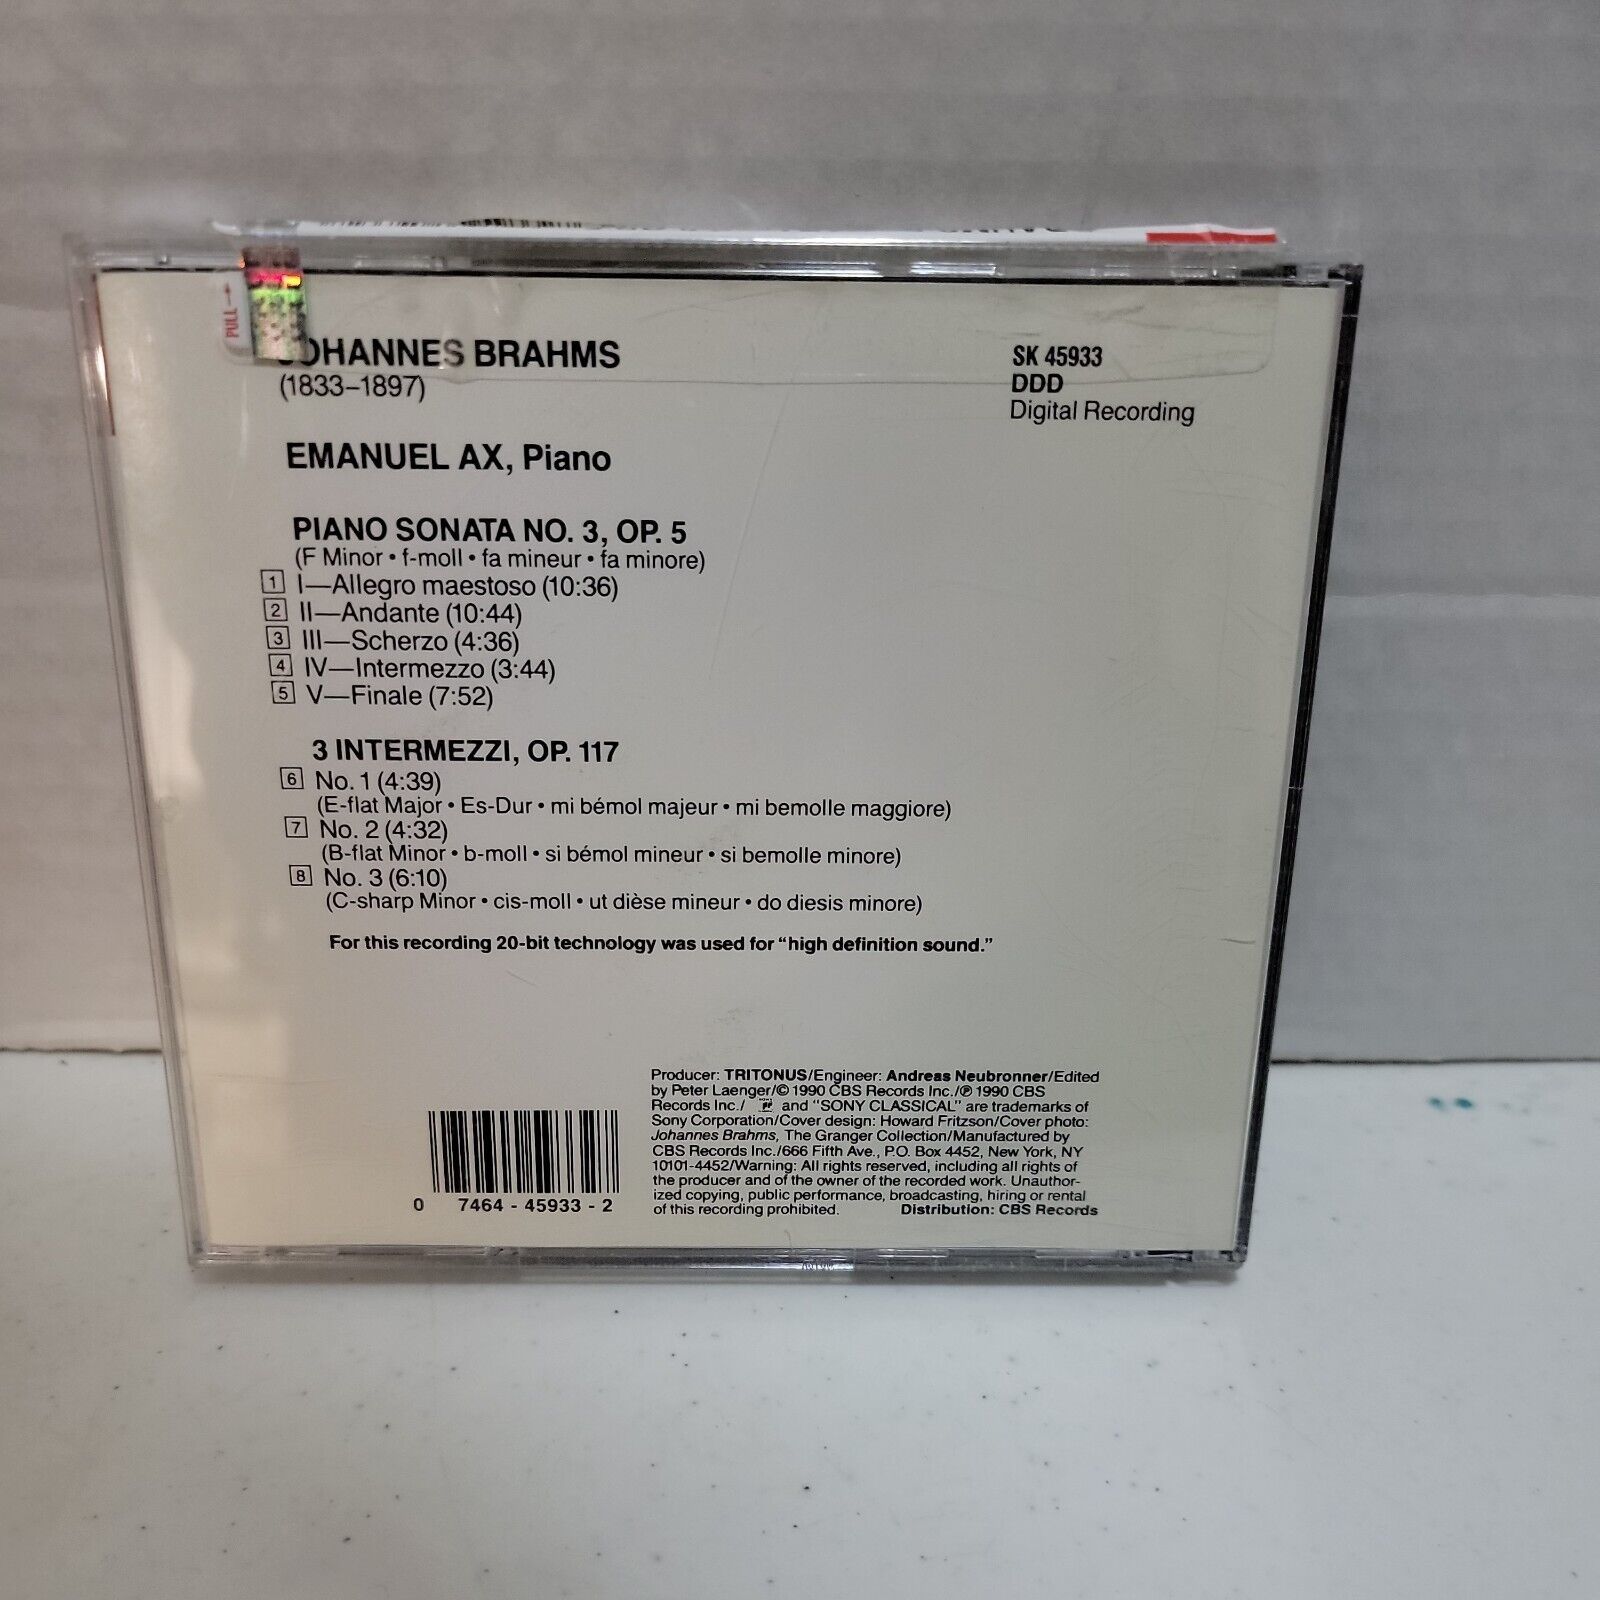 PULL →
JOHANNES BRAHMS
(1833–1897)
SK 45933
DDD
Digital Recording
EMANUEL AX, Piano
PIANO SONATA NO. 3, OP. 5
(F Minor • f-moll • fa mineur • fa minore)
1 I—Allegro maestoso (10:36)
2 II—Andante (10:44)
3 III—Scherzo (4:36)
4 IV—Intermezzo (3:44)
5 V—Finale (7:52)
3 INTERMEZZI, OP. 117
6 No. 1 (4:39)
(E-flat Major • Es-Dur • mi bémol majeur • mi bemolle maggiore)
7 No. 2 (4:32)
(B-flat Minor • b-moll • si bémol mineur • si bemolle minore)
8 No. 3 (6:10)
(C-sharp Minor • cis-moll • ut dièse mineur • do diesis minore)
For this recording 20-bit technology was used for “high definition sound.”
Producer: TRITONUS/Engineer: Andreas Neubronner/Edited
by Peter Laenger/© 1990 CBS Records Inc./℗ 1990 CBS
Records Inc./ and “SONY CLASSICAL” are trademarks of
Sony Corporation/Cover design: Howard Fritzson/Cover photo:
Johannes Brahms, The Granger Collection/Manufactured by
CBS Records Inc./666 Fifth Ave., P.O. Box 4452, New York, NY
10101-4452/Warning: All rights reserved, including all rights of
the producer and of the owner of the recorded work. Unauthor-
ized copying, public performance, broadcasting, hiring or rental
of this recording prohibited. Distribution: CBS Records
0 7464 - 45933 - 2